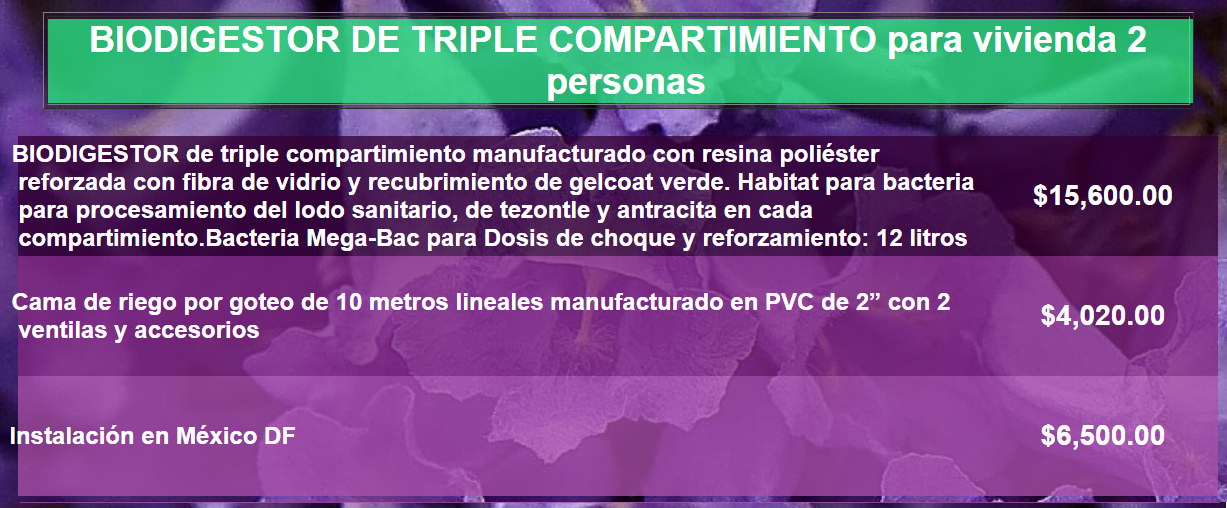 BIODIGESTOR DE TRIPLE COMPARTIMIENTO para vivienda 2
personas
BIODIGESTOR de triple compartimiento manufacturado con resina poliéster
reforzada con fibra de vidrio y recubrimiento de gelcoat verde. Habitat para bacteria
para procesamiento del lodo sanitario, de tezontle y antracita en cada
compartimiento.Bacteria Mega-Bac para Dosis de choque y reforzamiento: 12 litros
$15,600.00
Cama de riego por goteo de 10 metros lineales manufacturado en PVC de 2” con 2
ventilas y accesorios
$4,020.00
Instalación en México DF
$6,500.00